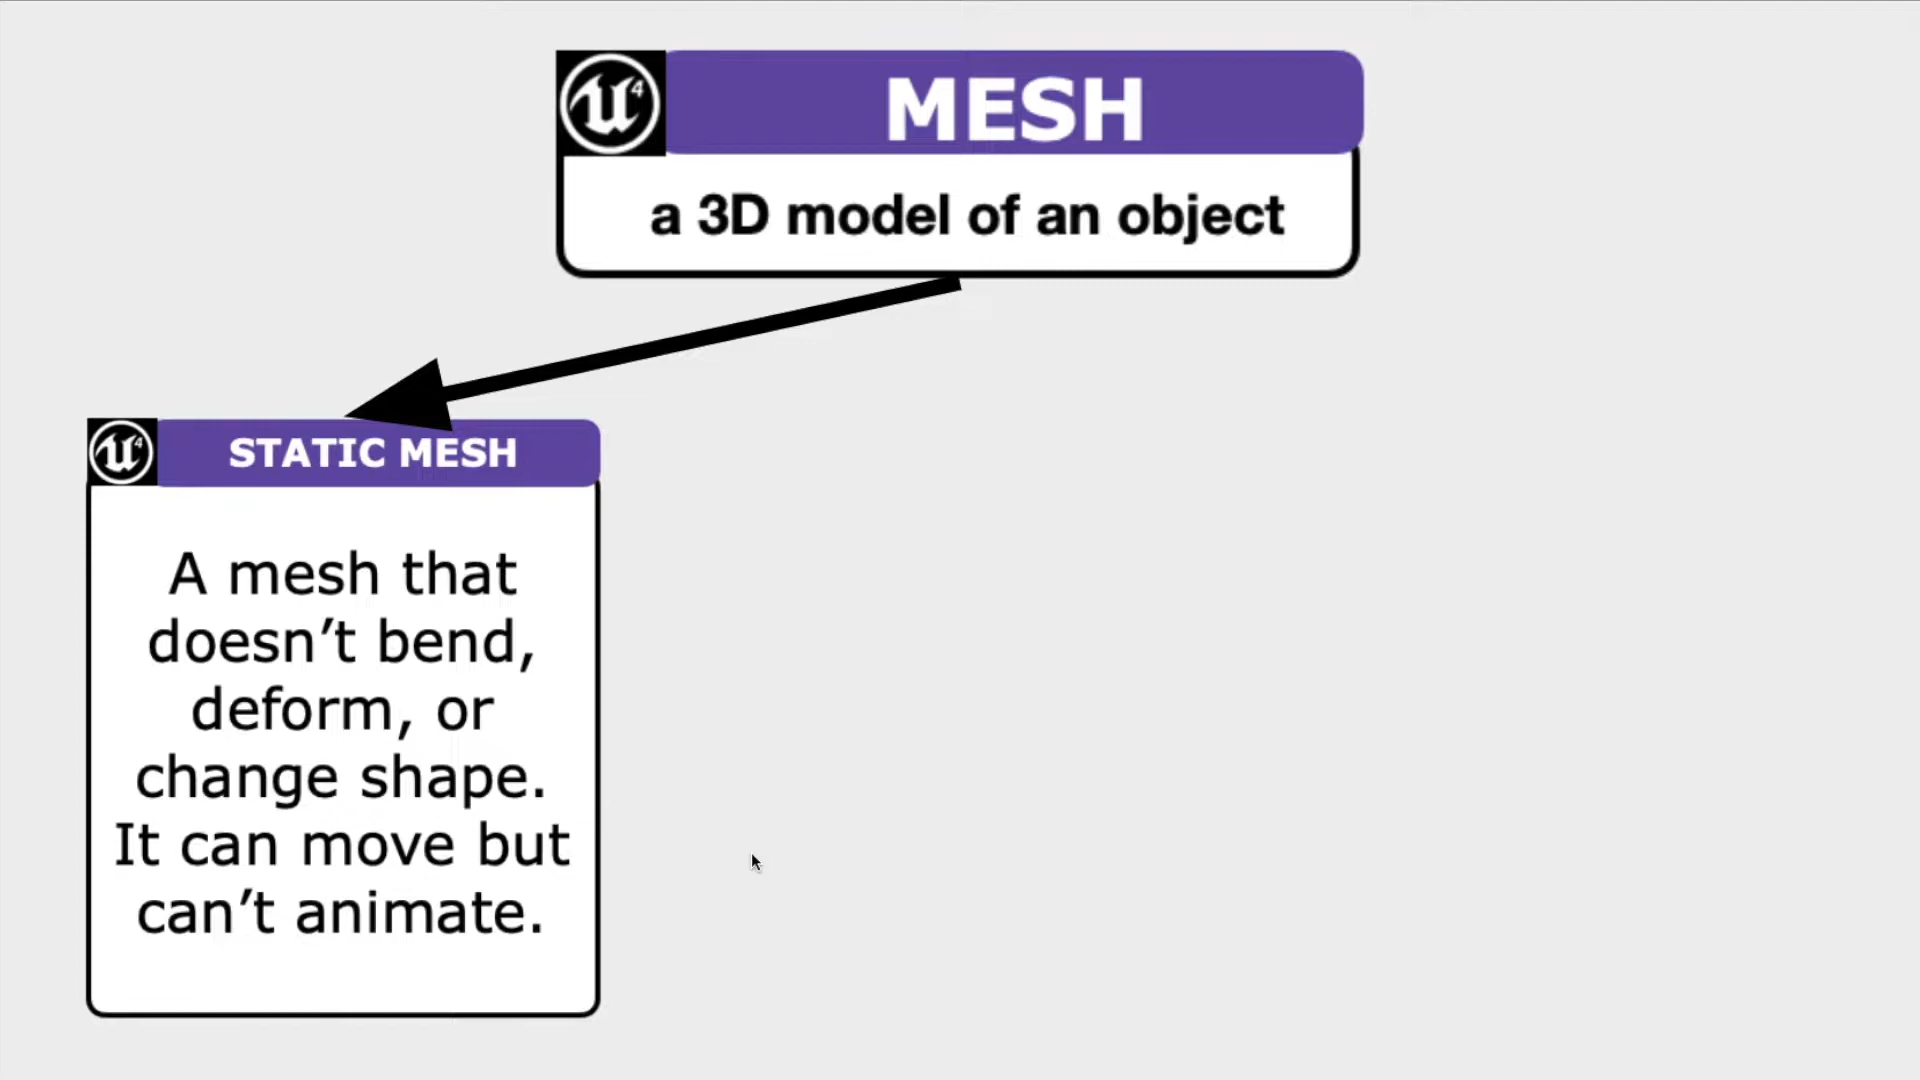 MESH
a 3D model of an object
STATIC MESH
A mesh that
doesn’t bend,
deform, or
change shape.
It can move but
can’t animate.